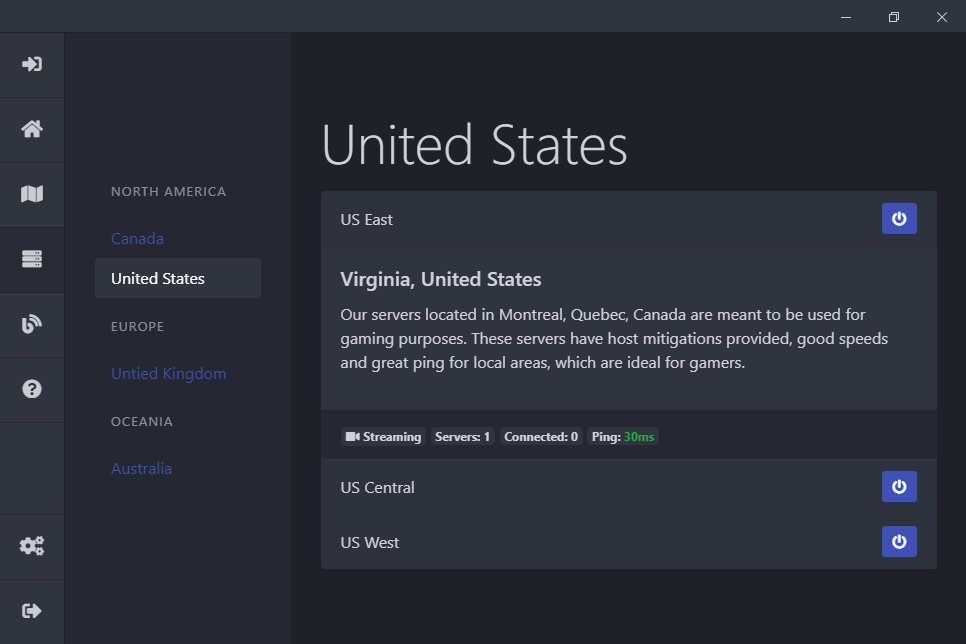 United States
NORTH AMERICA
Canada
United States
EUROPE
Untied Kingdom
OCEANIA
Australia
US East
Virginia, United States
Our servers located in Montreal, Quebec, Canada are meant to be used for
gaming purposes. These servers have host mitigations provided, good speeds
and great ping for local areas, which are ideal for gamers.
Streaming Servers: 1 Connected: 0 Ping: 30ms
US Central
US West